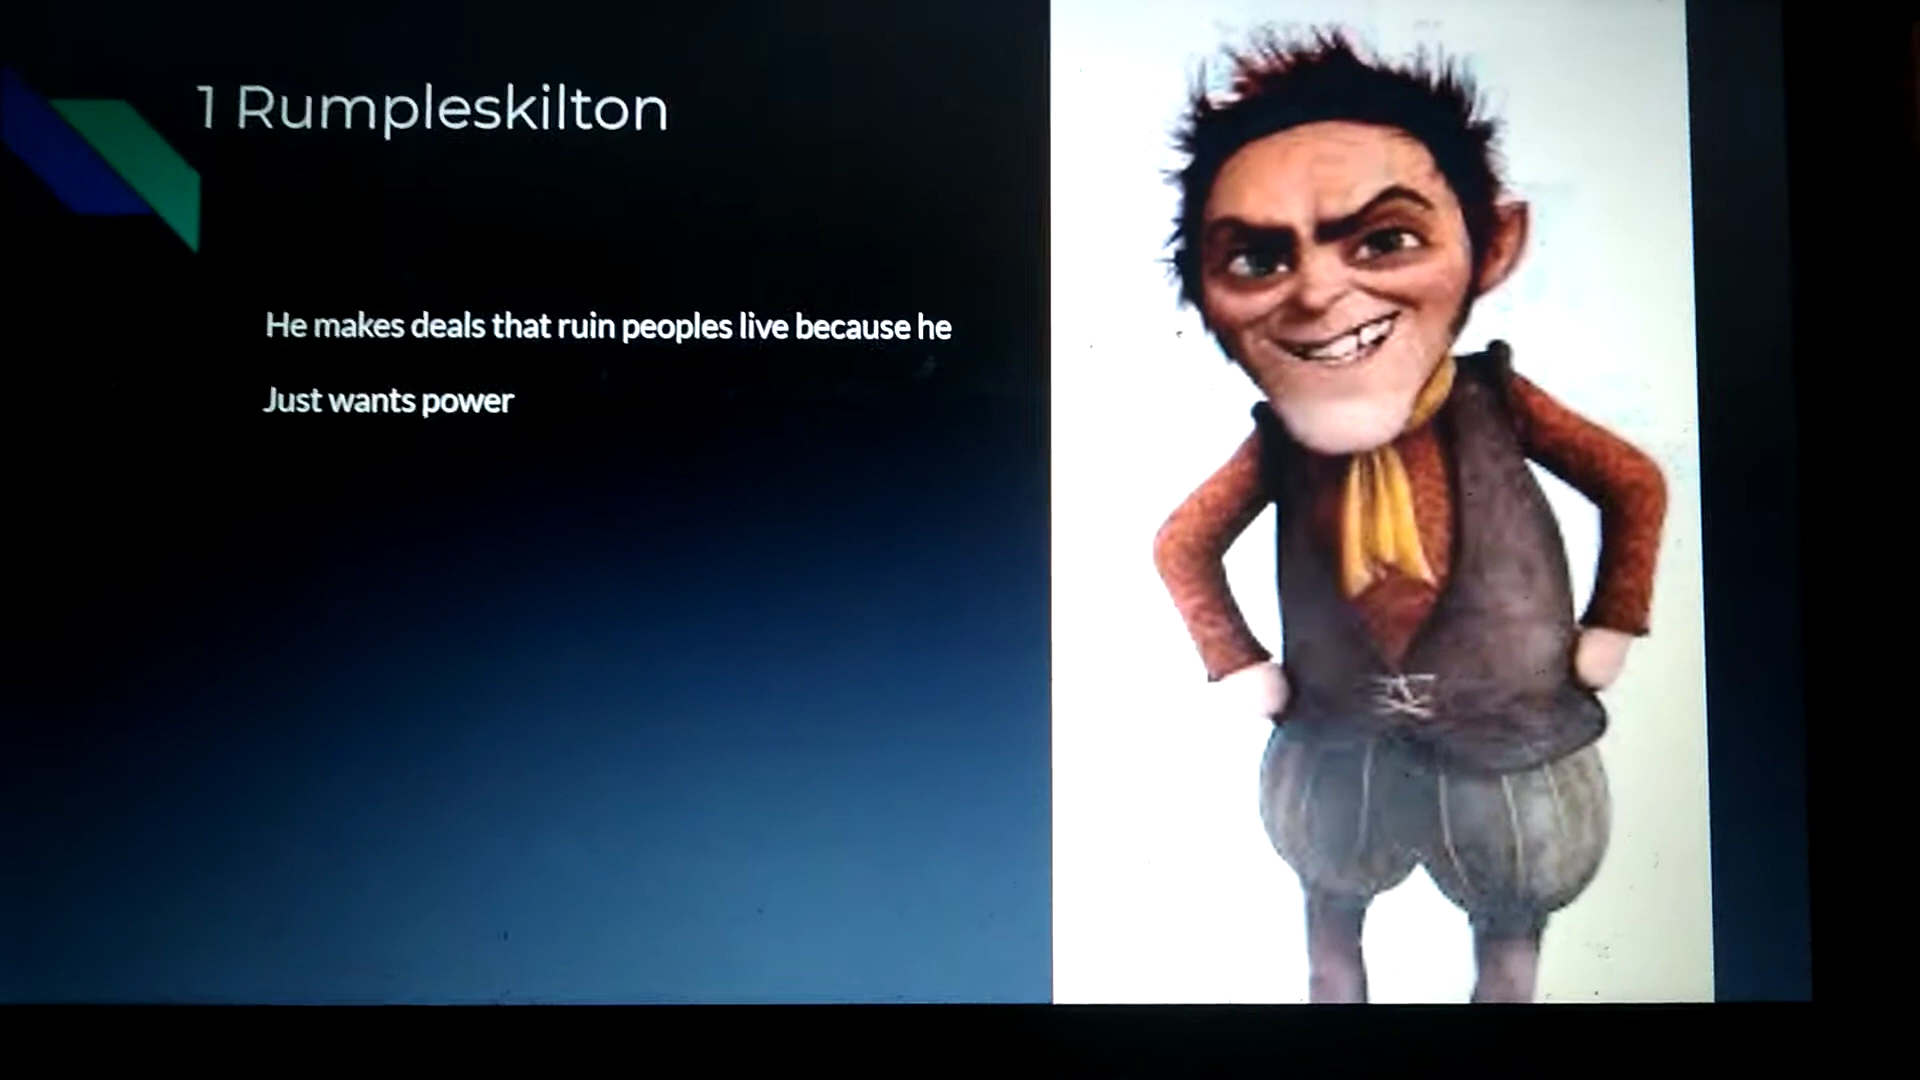 1 Rumpleskilton
He makes deals that ruin peoples live because he
Just wants power